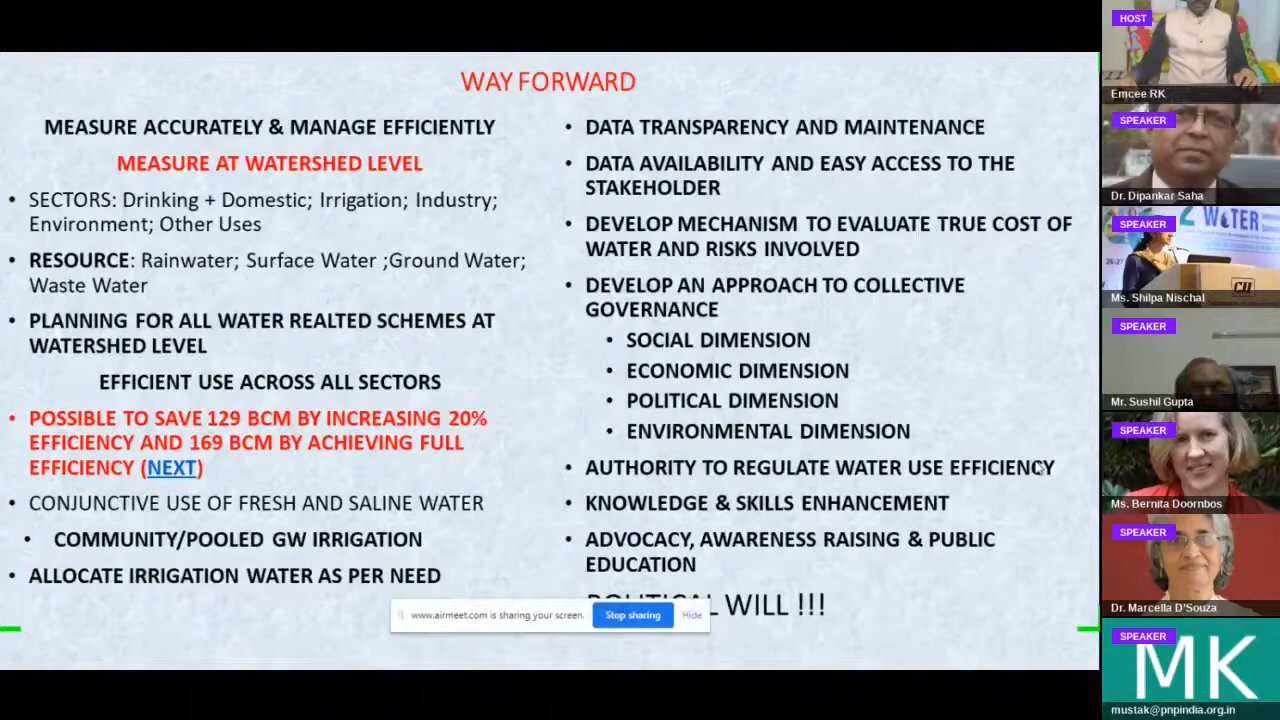 WAY FORWARD
MEASURE ACCURATELY & MANAGE EFFICIENTLY
MEASURE AT WATERSHED LEVEL
• SECTORS: Drinking + Domestic; Irrigation; Industry;
Environment; Other Uses
• RESOURCE: Rainwater; Surface Water ;Ground Water;
Waste Water
• PLANNING FOR ALL WATER REALTED SCHEMES AT
WATERSHED LEVEL
EFFICIENT USE ACROSS ALL SECTORS
• POSSIBLE TO SAVE 129 BCM BY INCREASING 20%
EFFICIENCY AND 169 BCM BY ACHIEVING FULL
EFFICIENCY (NEXT)
• CONJUNCTIVE USE OF FRESH AND SALINE WATER
• COMMUNITY/POOLED GW IRRIGATION
• ALLOCATE IRRIGATION WATER AS PER NEED
• DATA TRANSPARENCY AND MAINTENANCE
• DATA AVAILABILITY AND EASY ACCESS TO THE
STAKEHOLDER
• DEVELOP MECHANISM TO EVALUATE TRUE COST OF
WATER AND RISKS INVOLVED
• DEVELOP AN APPROACH TO COLLECTIVE
GOVERNANCE
• SOCIAL DIMENSION
• ECONOMIC DIMENSION
• POLITICAL DIMENSION
• ENVIRONMENTAL DIMENSION
• AUTHORITY TO REGULATE WATER USE EFFICIENCY
• KNOWLEDGE & SKILLS ENHANCEMENT
• ADVOCACY, AWARENESS RAISING & PUBLIC
EDUCATION
POLITICAL WILL !!!
www.airmeet.com is sharing your screen. Stop sharing Hide
HOST
Emcee RK
SPEAKER
Dr. Dipankar Saha
SPEAKER
WATER
CII
Ms. Shilpa Nischal
SPEAKER
Mr. Sushil Gupta
SPEAKER
Ms. Bernita Doornbos
SPEAKER
Dr. Marcella D'Souza
SPEAKER
MK
mustak@pnpindia.org.in